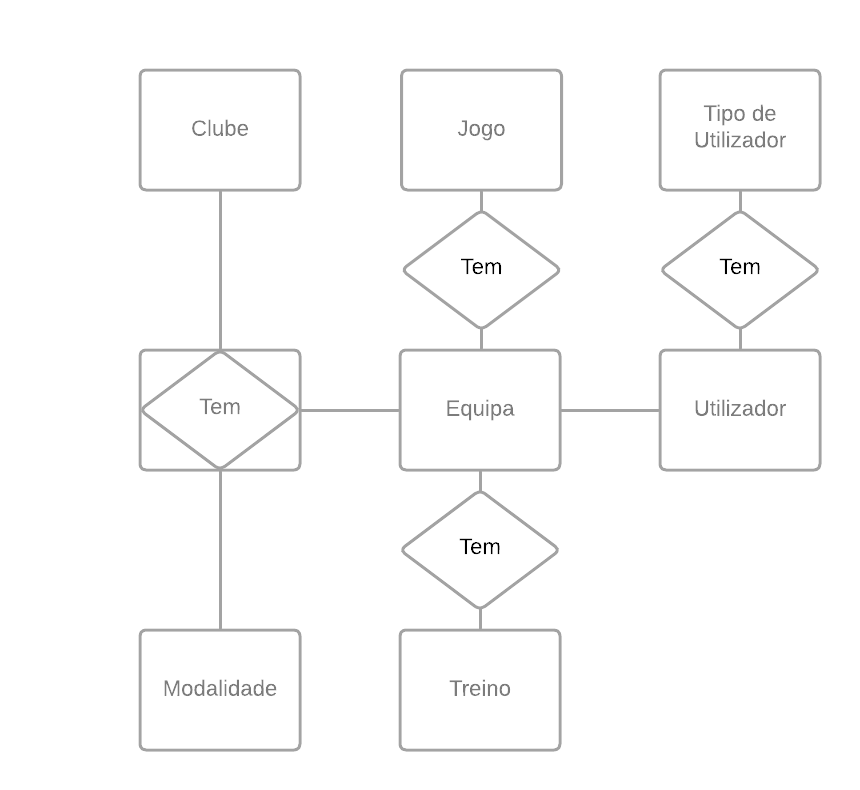 Clube
Jogo
Tipo de
Utilizador
Tem
Tem
Tem
Equipa
Utilizador
Tem
Modalidade
Treino